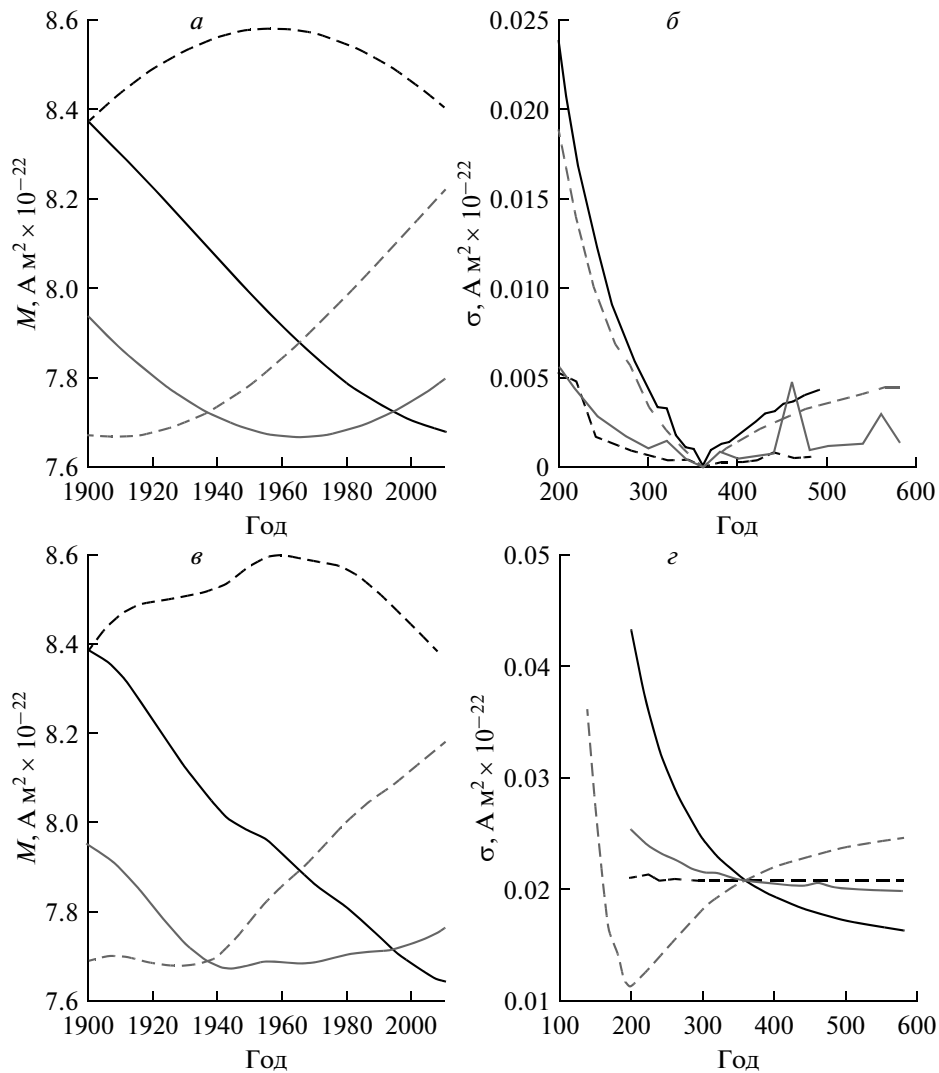 а
M, А м² × 10⁻²²
8.6
8.4
8.2
8.0
7.8
7.6
1900 1920 1940 1960 1980 2000
Год
б
σ, А м² × 10⁻²²
0.025
0.020
0.015
0.010
0.005
0
200 300 400 500 600
Год
в
M, А м² × 10⁻²²
8.6
8.4
8.2
8.0
7.8
7.6
1900 1920 1940 1960 1980 2000
Год
г
σ, А м² × 10⁻²²
0.05
0.04
0.03
0.02
0.01
100 200 300 400 500 600
Год